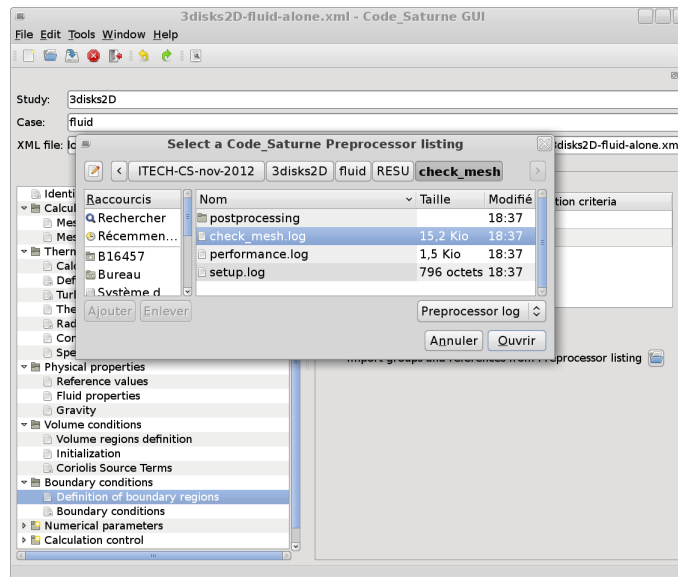 3disks2D-fluid-alone.xml - Code_Saturne GUI
File Edit Tools Window Help
Study: 3disks2D
Case: fluid
XML file: lc 3disks2D-fluid-alone.xm
Select a Code_Saturne Preprocessor listing
ITECH-CS-nov-2012 3disks2D fluid RESU check_mesh
Raccourcis Nom Taille Modifié
Rechercher postprocessing 18:37
Récemmen... check_mesh.log 15,2 Kio 18:37
B16457 performance.log 1,5 Kio 18:37
Bureau setup.log 796 octets 18:37
Système d
Ajouter Enlever Preprocessor log
Annuler Ouvrir
tion criteria
Identi
Calcul
Mes
Mes
Therm
Calc
Def
Turl
The
Rad
Con
Spe
import groups and references from Preprocessor listing
Physical properties
Reference values
Fluid properties
Gravity
Volume conditions
Volume regions definition
Initialization
Coriolis Source Terms
Boundary conditions
Definition of boundary regions
Boundary conditions
Numerical parameters
Calculation control